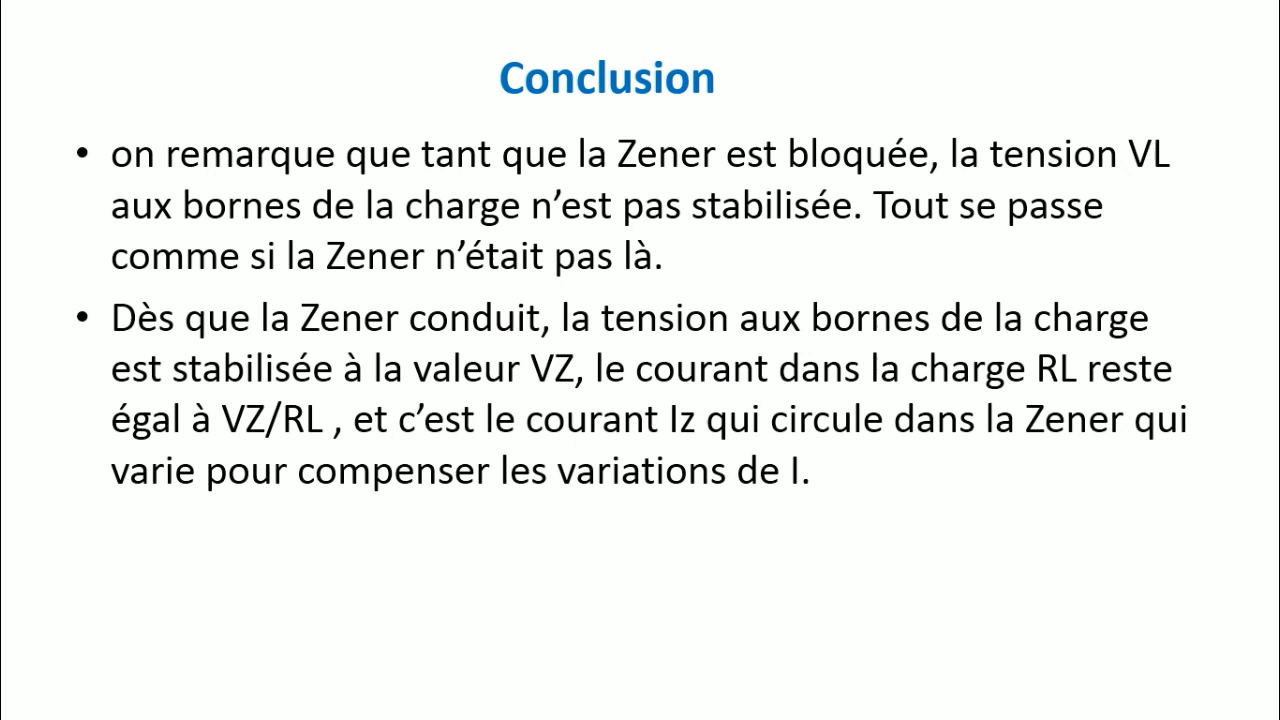 Conclusion
• on remarque que tant que la Zener est bloquée, la tension VL
aux bornes de la charge n’est pas stabilisée. Tout se passe
comme si la Zener n’était pas là.
• Dès que la Zener conduit, la tension aux bornes de la charge
est stabilisée à la valeur VZ, le courant dans la charge RL reste
égal à VZ/RL , et c’est le courant Iz qui circule dans la Zener qui
varie pour compenser les variations de I.